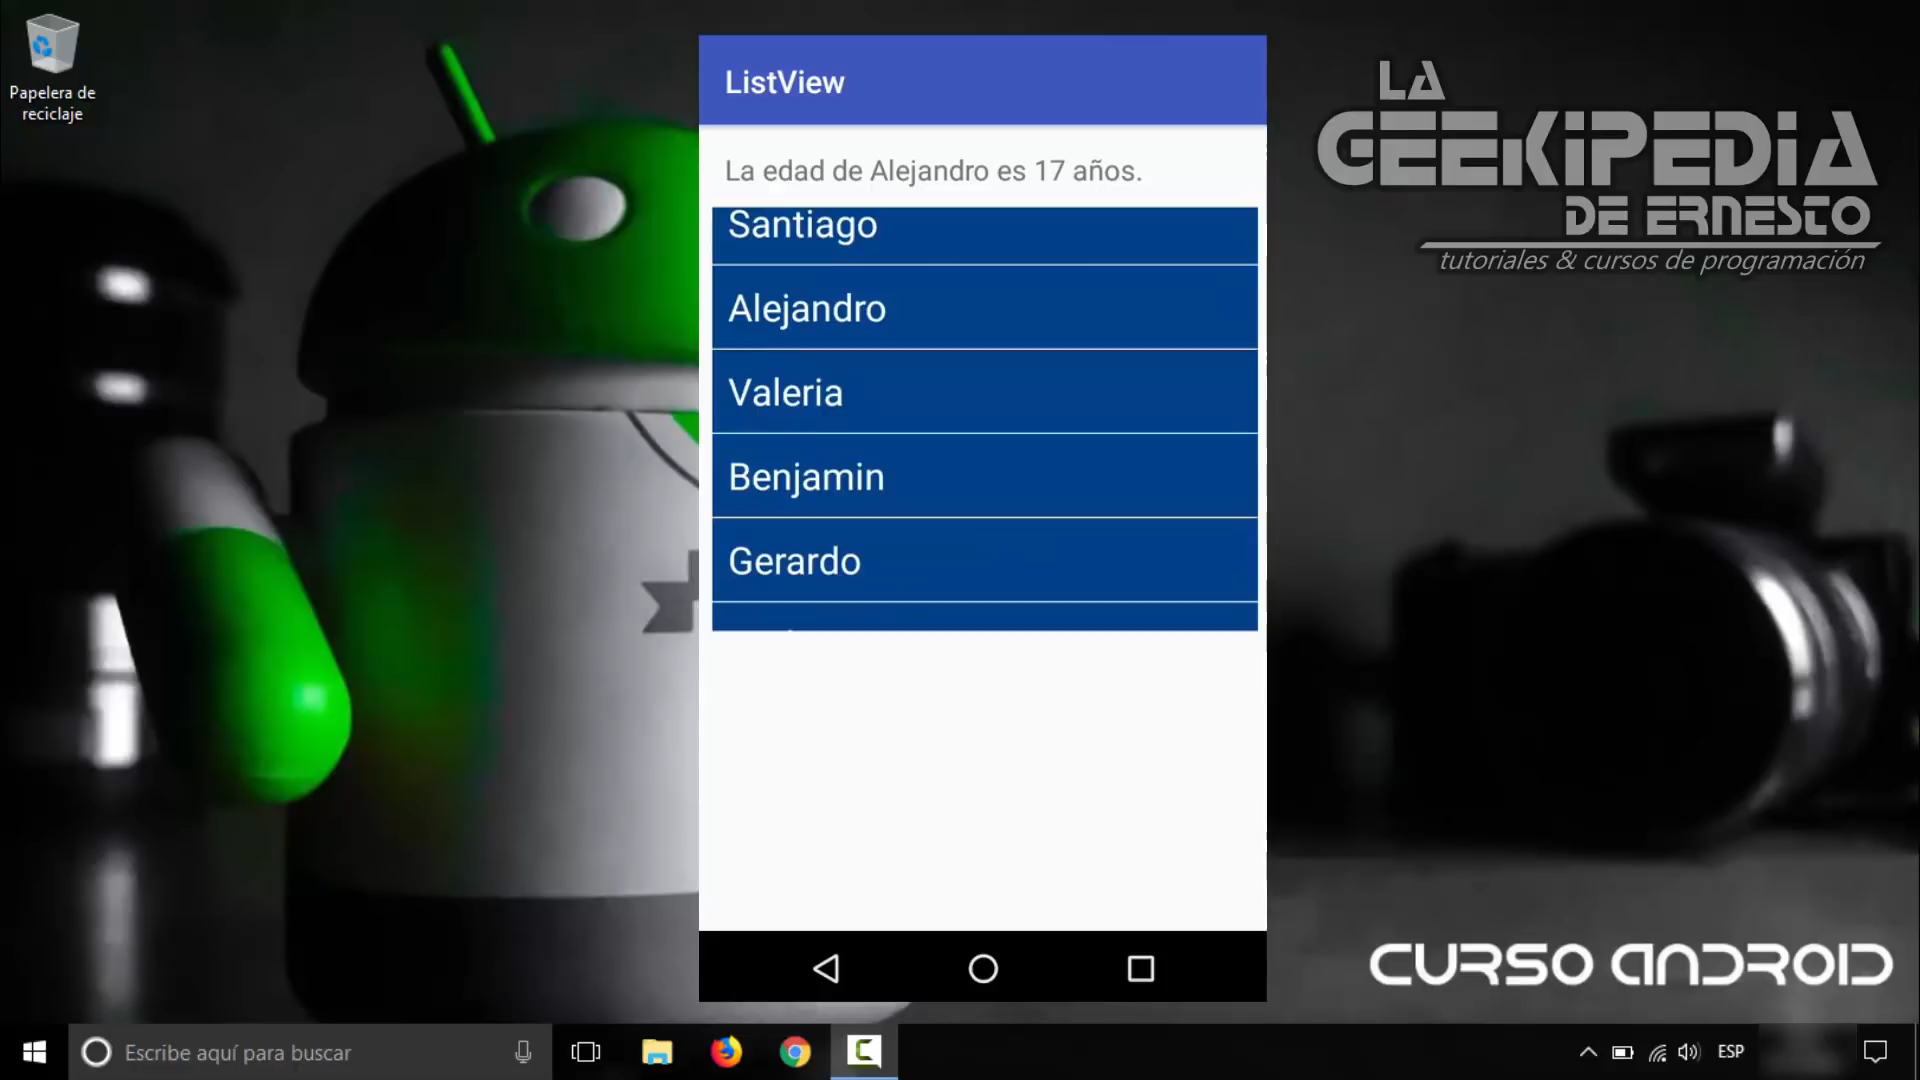 Papelera de
reciclaje
ListView
La edad de Alejandro es 17 años.
Santiago
Alejandro
Valeria
Benjamin
Gerardo
LA
GEEKIPEDIA
DE ERNESTO
tutoriales & cursos de programación
CURSO ANDROID
Escribe aquí para buscar
ESP